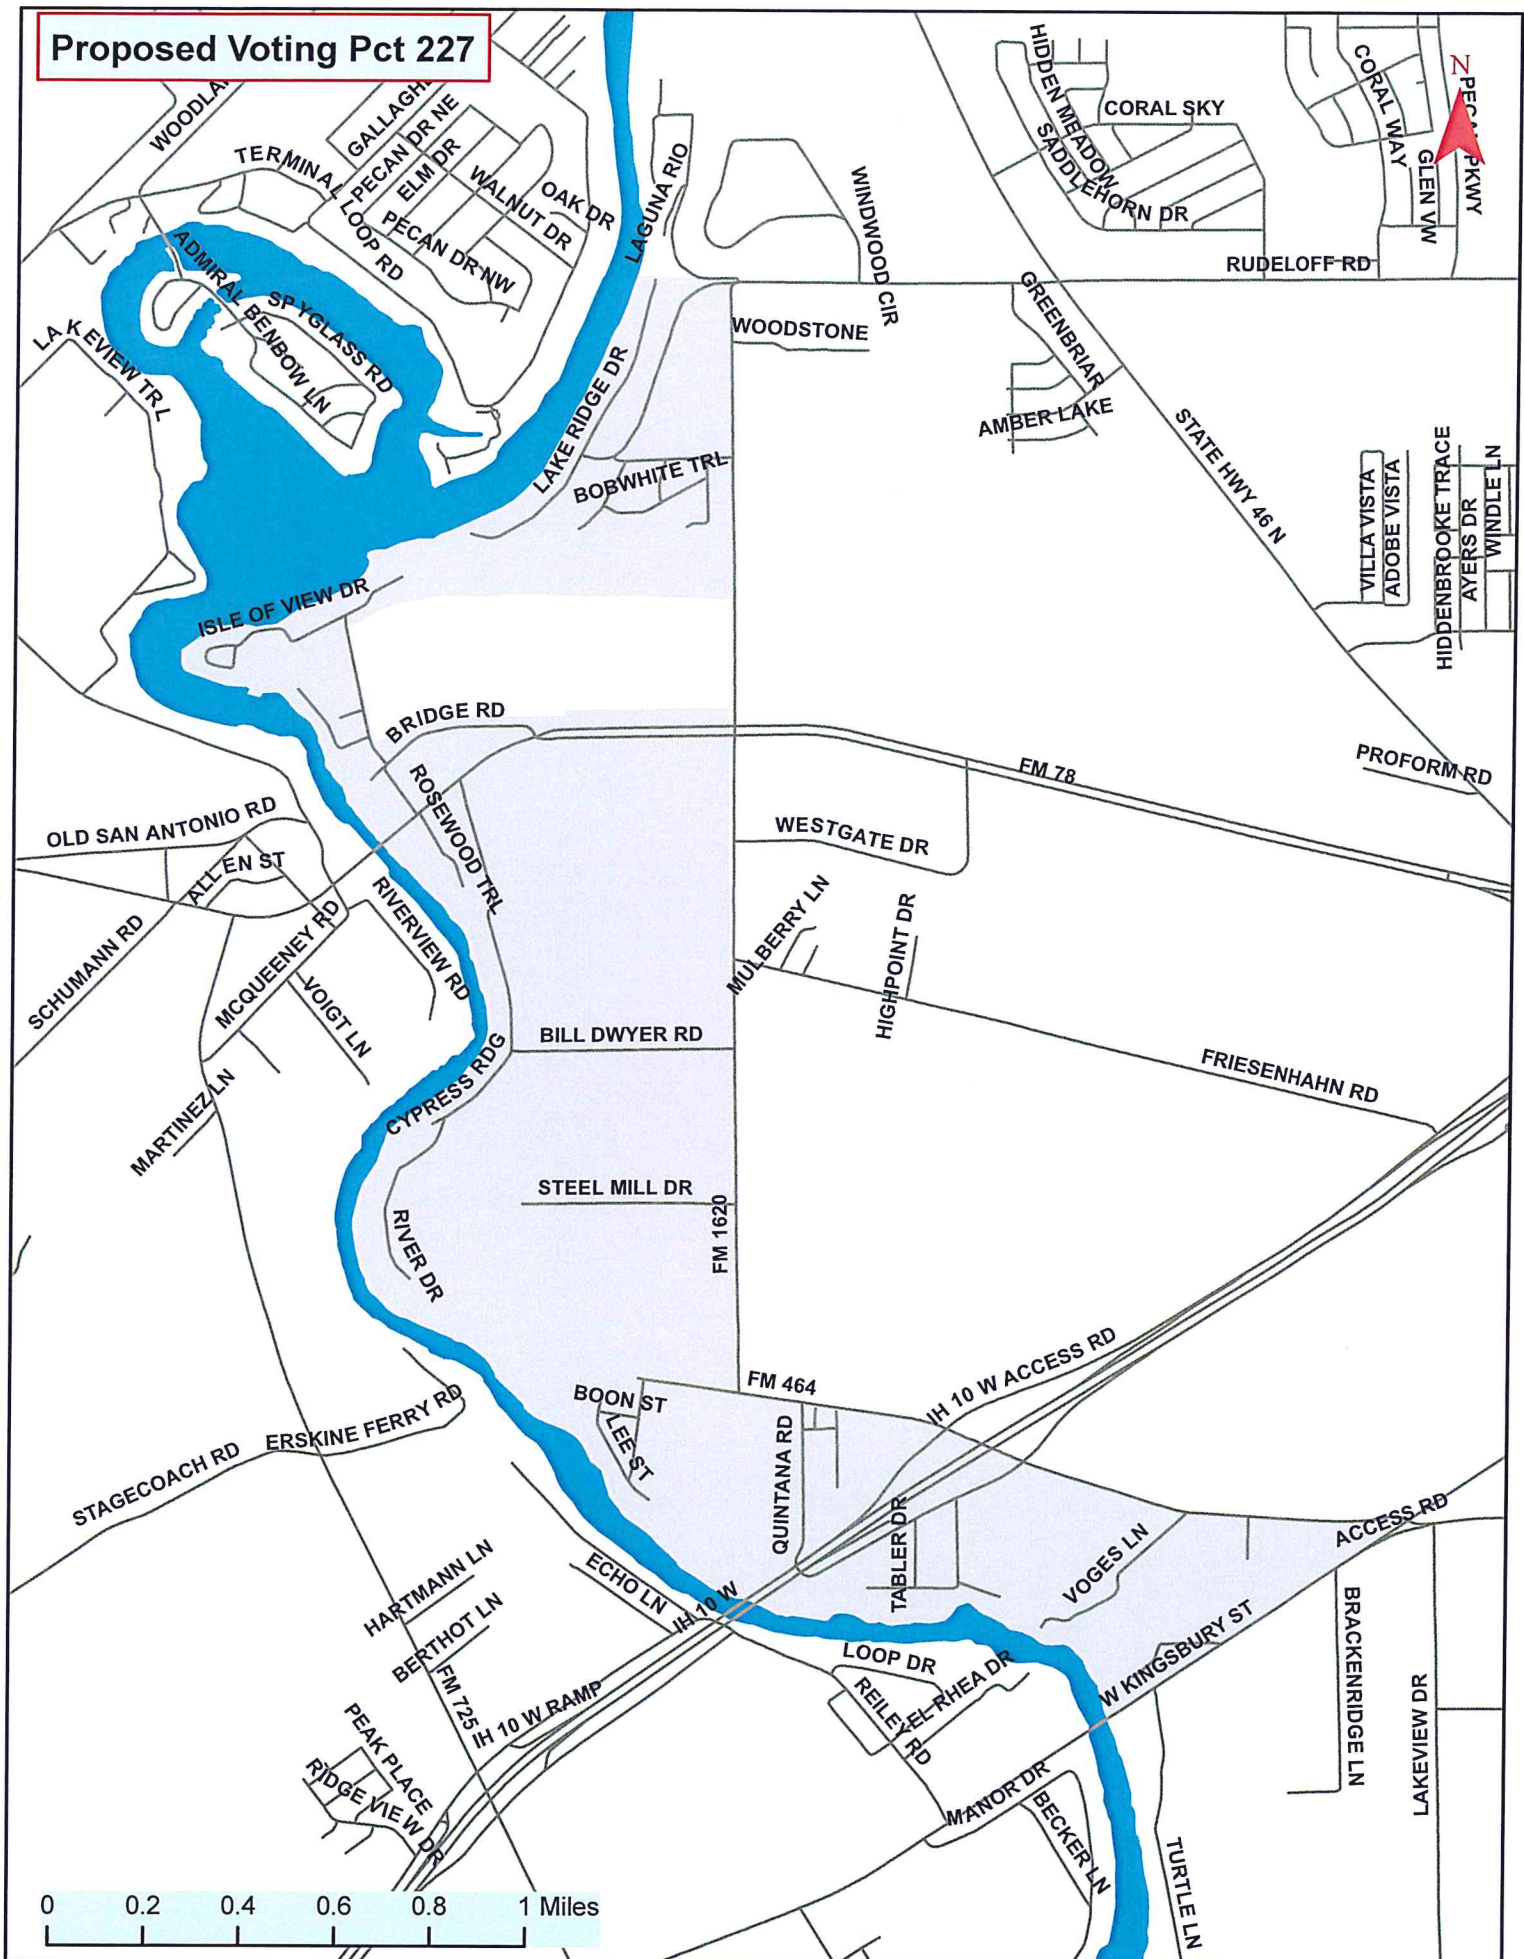 Proposed Voting Pct 227
N
WOODLA
GALLAGHE
PECAN DR NE
ELM DR
TERMINAL LOOP RD
WALNUT DR
OAK DR
PECAN DR NW
LAGUNA RIO
WINDWOOD CIR
HIDDEN MEADOW
SADDLEHORN DR
CORAL SKY
CORAL WAY
GLEN VW
PKWY
RUDELOFF RD
ADMIRAL BENBOW LN
SPYGLASS RD
LAKEVIEW TRL
LAKE RIDGE DR
BOBWHITE TRL
WOODSTONE
GREENBRIAR
AMBER LAKE
STATE HWY 46 N
VILLA VISTA
ADOBE VISTA
HIDDENBROOKE TRACE
AYERS DR
WINDLE LN
ISLE OF VIEW DR
BRIDGE RD
ROSEWOOD TRL
FM 78
PROFORM RD
OLD SAN ANTONIO RD
ALLEN ST
WESTGATE DR
SCHUMANN RD
MCQUEENEY RD
RIVERVIEW RD
VOIGT LN
MULBERRY LN
HIGHPOINT DR
BILL DWYER RD
CYPRESS RDG
MARTINEZ LN
FRIESENHAHN RD
STEEL MILL DR
RIVER DR
FM 1620
FM 464
IH 10 W ACCESS RD
BOON ST
LEE ST
ERSKINE FERRY RD
STAGECOACH RD
QUINTANA RD
TABLER DR
VOGES LN
ACCESS RD
HARTMANN LN
BERTHOT LN
ECHO LN
IH 10 W
W KINGSBURY ST
LOOP DR
EL RHEA DR
REILEY RD
BRACKENRIDGE LN
LAKEVIEW DR
FM 725
IH 10 W RAMP
PEAK PLACE
RIDGE VIEW DR
MANOR DR
BECKER LN
TURTLE LN
0 0.2 0.4 0.6 0.8 1 Miles